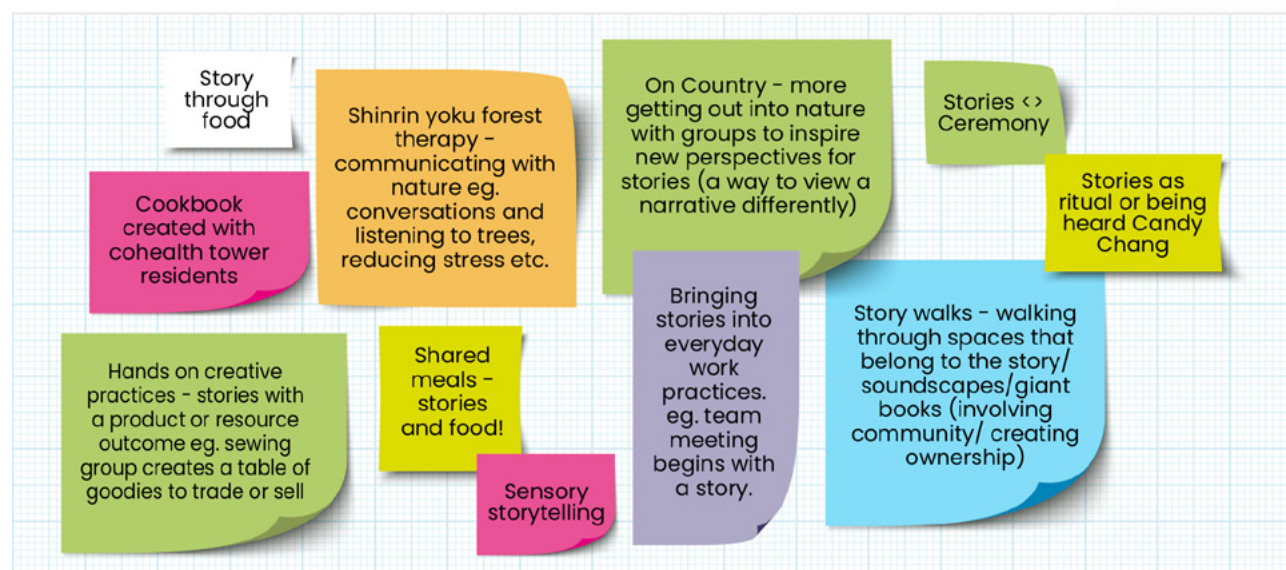 Story
through
food
Shinrin yoku forest
therapy -
communicating with
nature eg.
conversations and
listening to trees,
reducing stress etc.
On Country - more
getting out into nature
with groups to inspire
new perspectives for
stories (a way to view a
narrative differently)
Stories <>
Ceremony
Stories as
ritual or being
heard Candy
Chang
Cookbook
created with
cohealth tower
residents
Hands on creative
practices - stories with
a product or resource
outcome eg. sewing
group creates a table of
goodies to trade or sell
Shared
meals -
stories
and food!
Sensory
storytelling
Bringing
stories into
everyday
work
practices.
eg. team
meeting
begins with
a story.
Story walks - walking
through spaces that
belong to the story/
soundscapes/giant
books (involving
community/ creating
ownership)